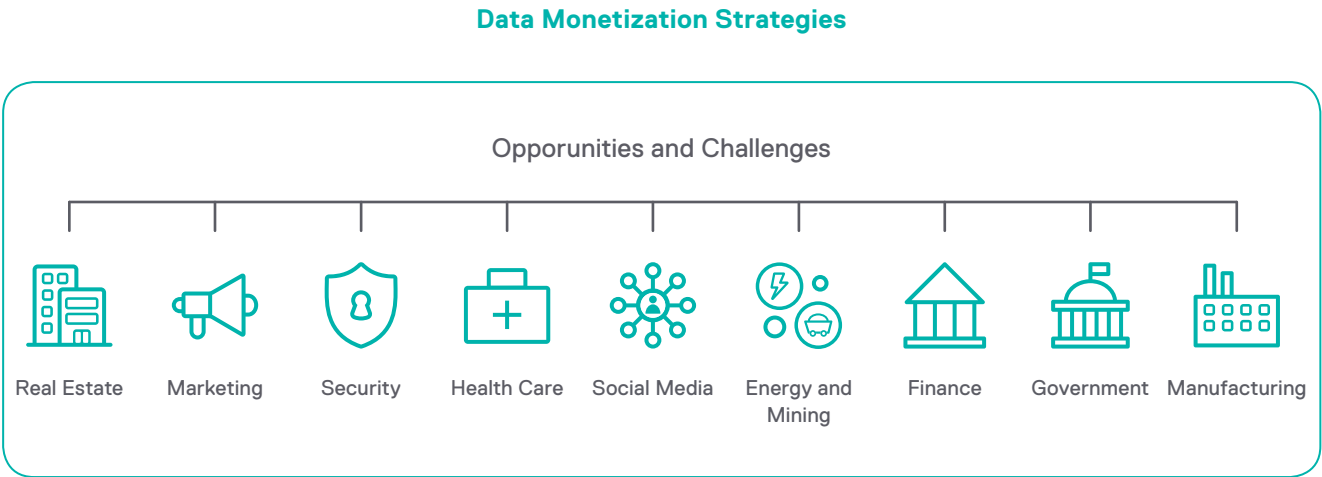 Data Monetization Strategies
Opporunities and Challenges
Real Estate
Marketing
Security
Health Care
Social Media
Energy and
Mining
Finance
Government
Manufacturing